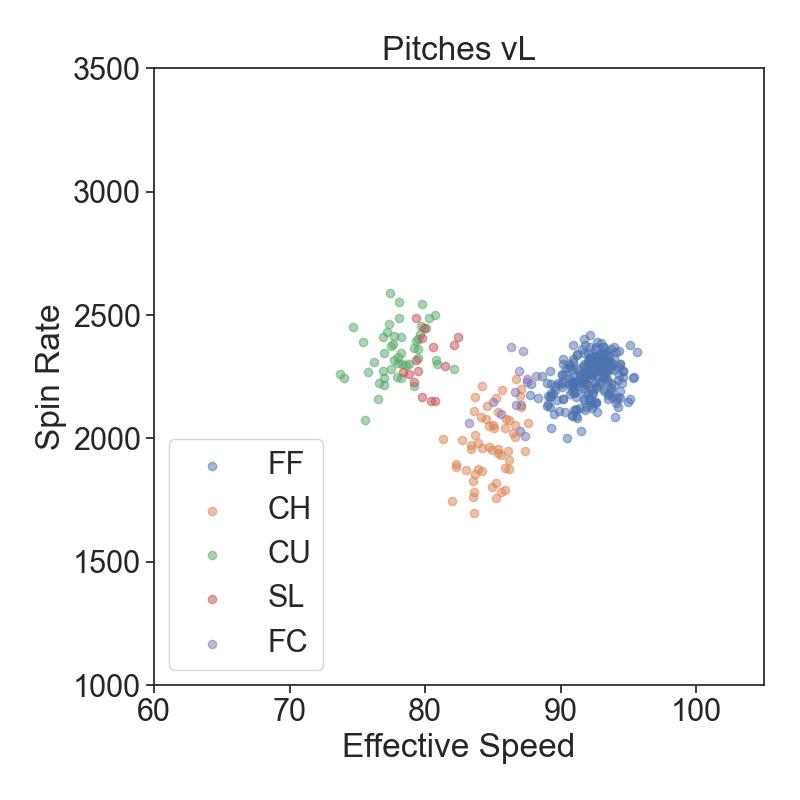 Pitches vL
3500
3000
2500
2000
1500
1000
Spin Rate
FF
CH
CU
SL
FC
60 70 80 90 100
Effective Speed